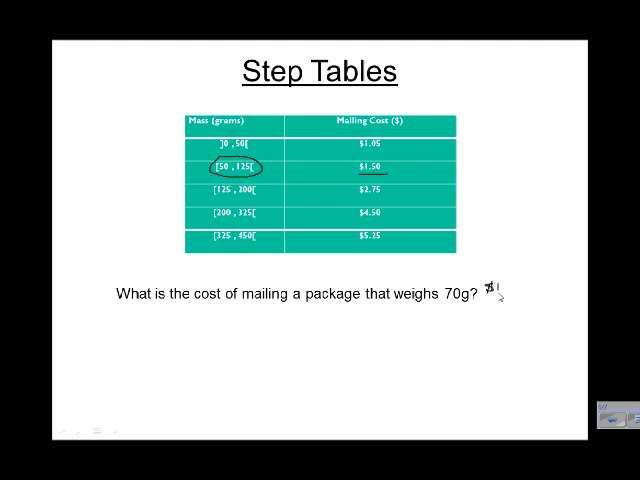 Step Tables
Mass (grams) Mailing Cost ($)
]0 , 50[ $1.05
[50 , 125[ $1.50
[125 , 200[ $2.75
[200 , 325[ $4.50
[325 , 450[ $5.25
What is the cost of mailing a package that weighs 70g? $1